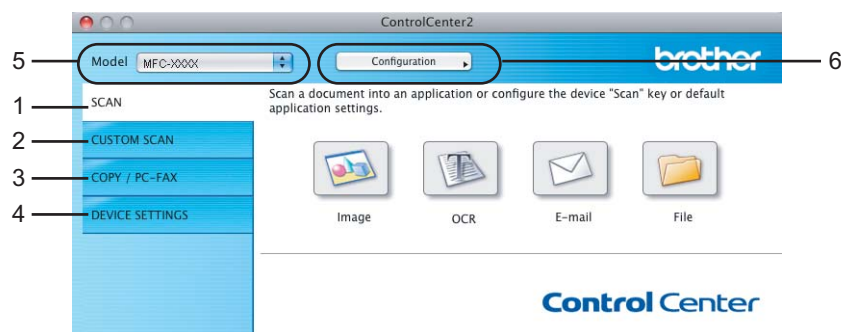 ControlCenter2
5
Model MFC-XXXX
Configuration
brother
6
1
SCAN
Scan a document into an application or configure the device "Scan" key or default
application settings.
2
CUSTOM SCAN
3
COPY / PC-FAX
4
DEVICE SETTINGS
Image
OCR
E-mail
File
Control Center